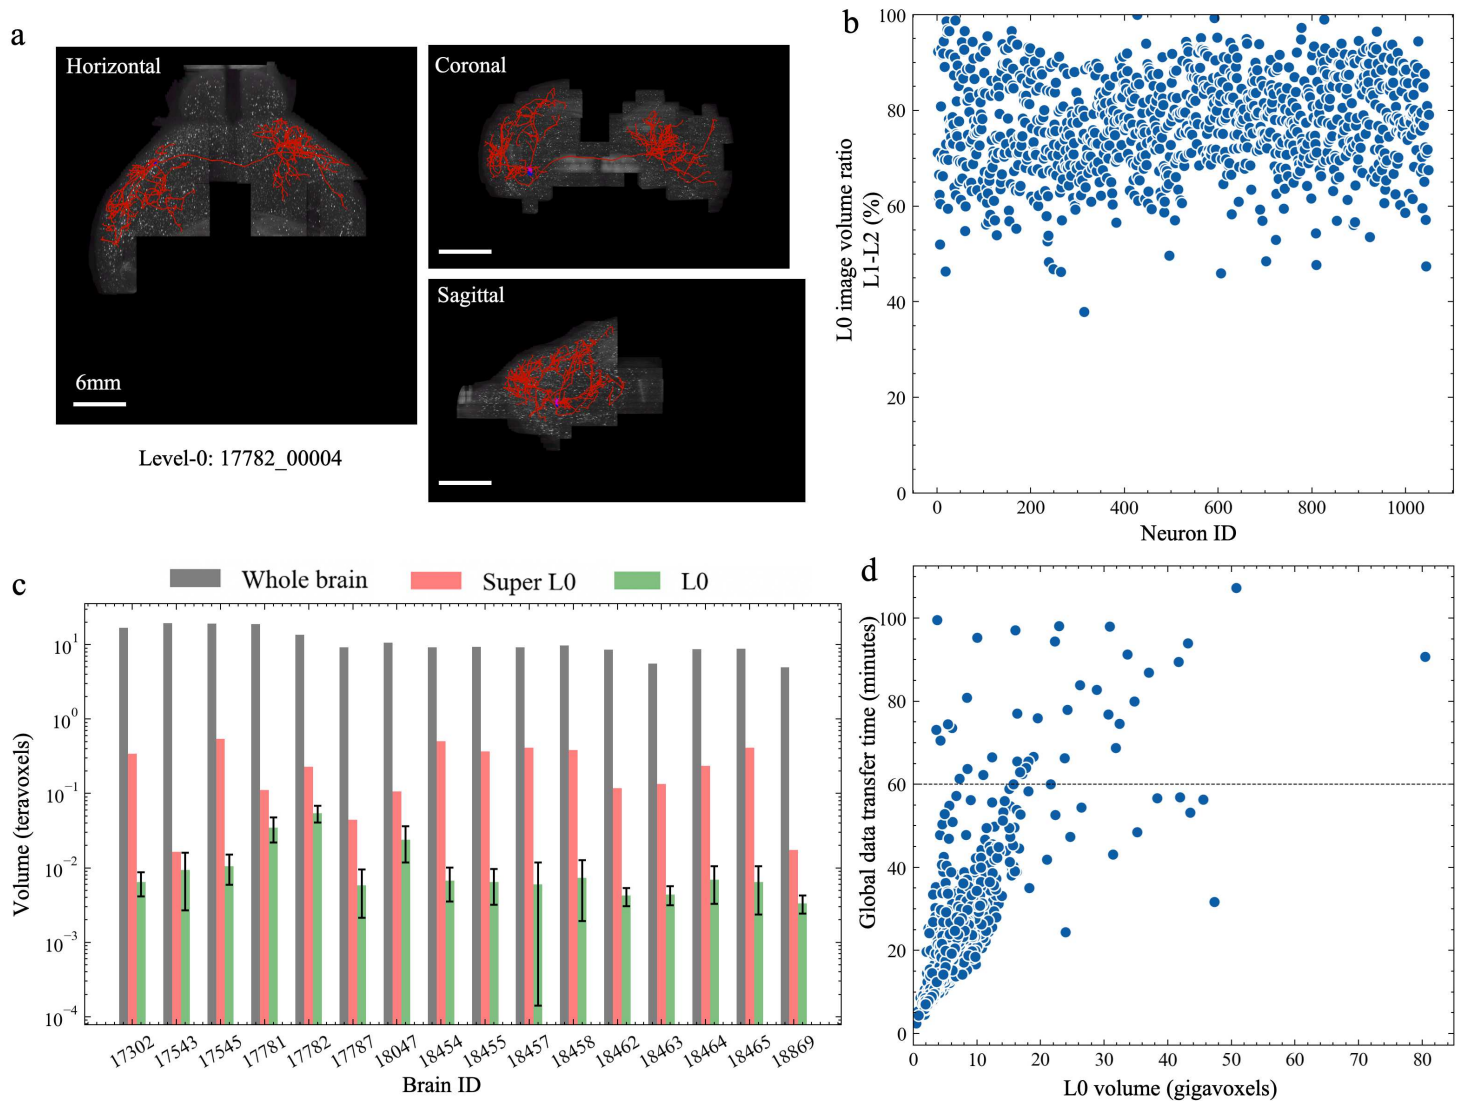 a
Horizontal
6mm
Level-0: 17782_00004
Coronal
Sagittal
b
L0 image volume ratio
L1-L2 (%)
100
80
60
40
20
0
0 200 400 600 800 1000
Neuron ID
c
Whole brain Super L0 L0
Volume (teravoxels)
10¹
10⁰
10⁻¹
10⁻²
10⁻³
10⁻⁴
17302 17543 17545 17781 17782 17787 18047 18454 18455 18457 18458 18462 18463 18464 18465 18869
Brain ID
d
Global data transfer time (minutes)
100
80
60
40
20
0
0 10 20 30 40 50 60 70 80
L0 volume (gigavoxels)